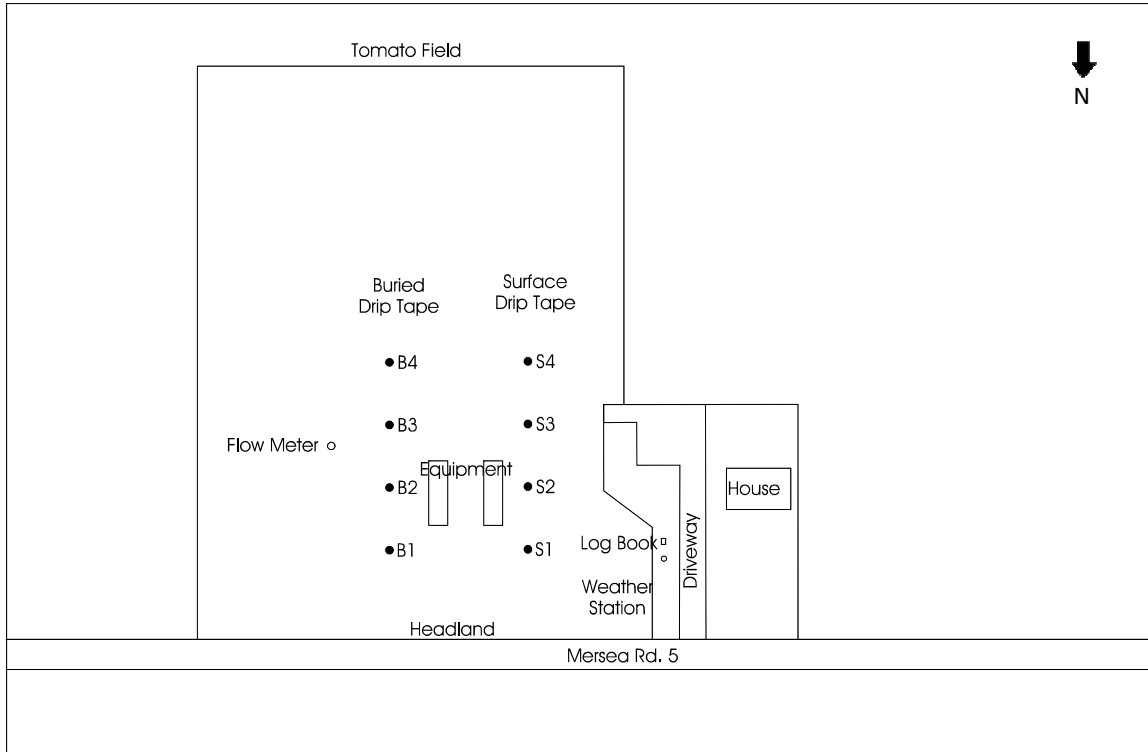 Tomato Field
N
Buried
Drip Tape
Surface
Drip Tape
B4
S4
B3
S3
Flow Meter
Equipment
B2
S2
House
B1
S1
Log Book
Driveway
Weather
Station
Headland
Mersea Rd. 5